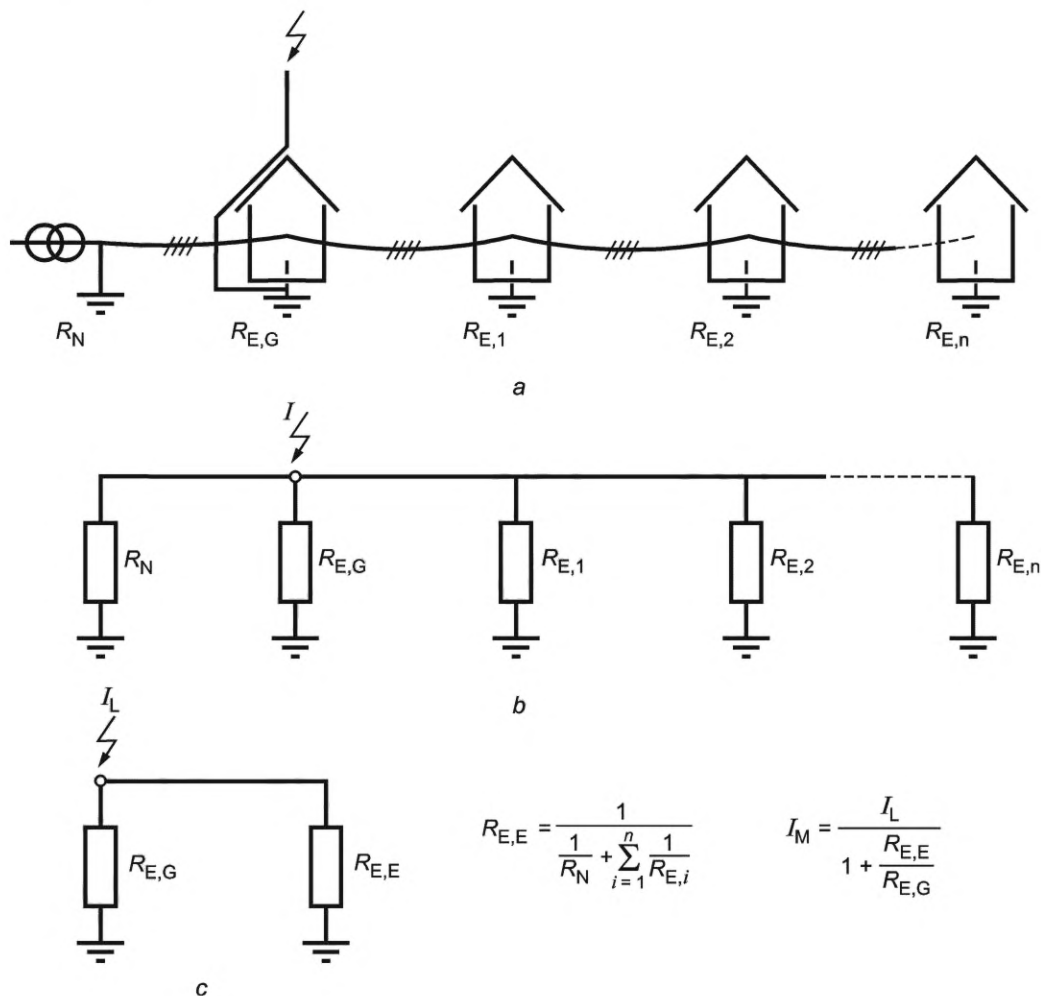 R_N R_E,G R_E,1 R_E,2 R_E,n
a
I
R_N R_E,G R_E,1 R_E,2 R_E,n
b
I_L
R_E,G R_E,E
R_E,E = 1 / (1/R_N + ∑_{i = 1}^{n} 1/R_E,i)
I_M = I_L / (1 + R_E,E/R_E,G)
c